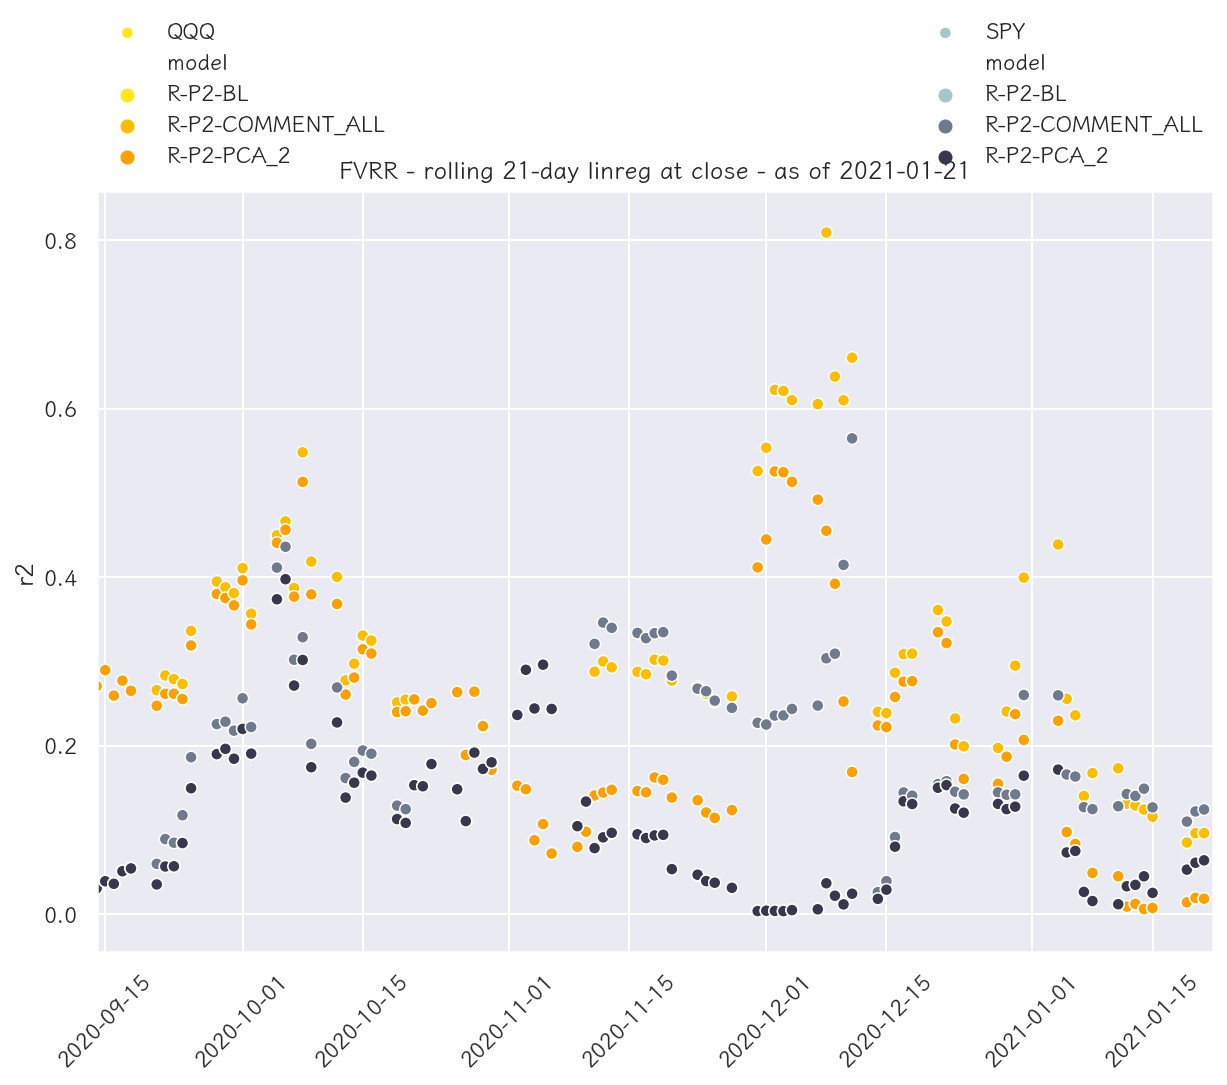 QQQ
model
R-P2-BL
R-P2-COMMENT_ALL
R-P2-PCA_2
SPY
model
R-P2-BL
R-P2-COMMENT_ALL
R-P2-PCA_2
FVRR - rolling 21-day linreg at close - as of 2021-01-21
r2
0.8
0.6
0.4
0.2
0.0
2020-09-15
2020-10-01
2020-10-15
2020-11-01
2020-11-15
2020-12-01
2020-12-15
2021-01-01
2021-01-15